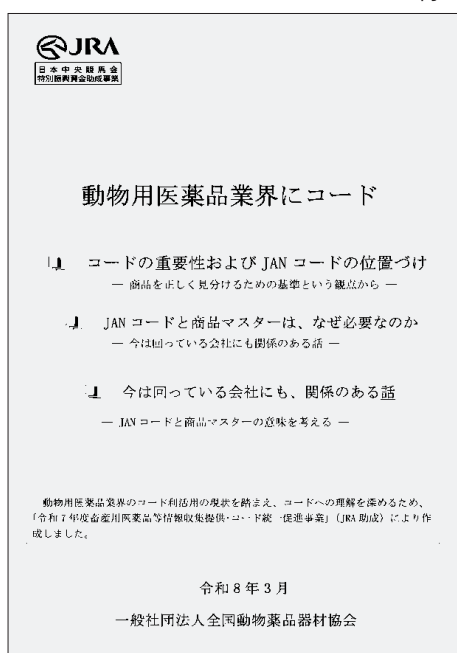 JRA
日本中央競馬会
特別振興資金助成事業
動物用医薬品業界にコード
コードの重要性および JAN コードの位置づけ
― 商品を正しく見分けるための基準という観点から ―
JAN コードと商品マスターは、なぜ必要なのか
― 今は回っている会社にも関係のある話 ―
今は回っている会社にも、関係のある話
― JAN コードと商品マスターの意味を考える ―
動物用医薬品業界のコード利活用の現状を踏まえ、コードへの理解を深めるため、
「令和７年度畜産用医薬品等情報収集提供・コード統一促進事業」（JRA 助成）により作
成しました。
令和８年３月
一般社団法人全国動物薬品器材協会